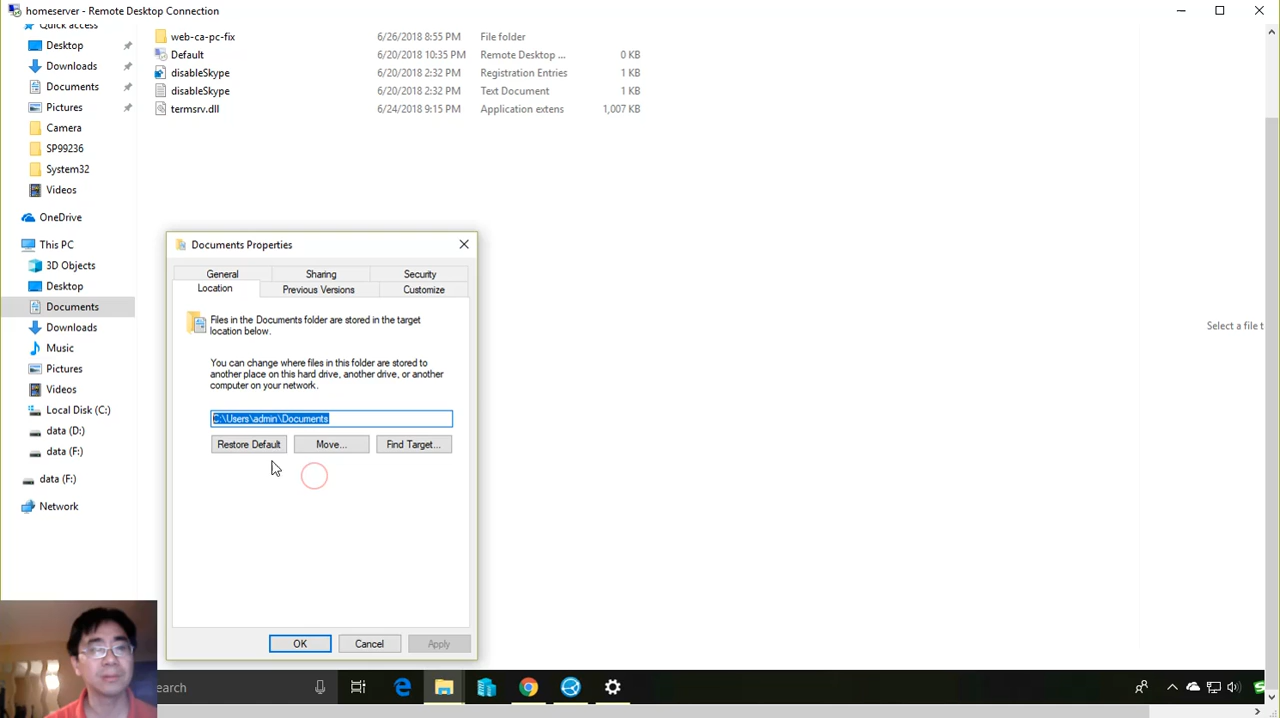 homeserver - Remote Desktop Connection
Quick access
Desktop
Downloads
Documents
Pictures
Camera
SP99236
System32
Videos
OneDrive
This PC
3D Objects
Desktop
Documents
Downloads
Music
Pictures
Videos
Local Disk (C:)
data (D:)
data (F:)
data (F:)
Network
web-ca-pc-fix 6/26/2018 8:55 PM File folder
Default 6/20/2018 10:35 PM Remote Desktop ... 0 KB
disableSkype 6/20/2018 2:32 PM Registration Entries 1 KB
disableSkype 6/20/2018 2:32 PM Text Document 1 KB
termsrv.dll 6/24/2018 9:15 PM Application extens 1,007 KB
Select a file t
Documents Properties
General Sharing Security
Location Previous Versions Customize
Files in the Documents folder are stored in the target
location below.
You can change where files in this folder are stored to
another place on this hard drive, another drive, or another
computer on your network.
C:\Users\admin\Documents
Restore Default Move... Find Target...
OK Cancel Apply
earch